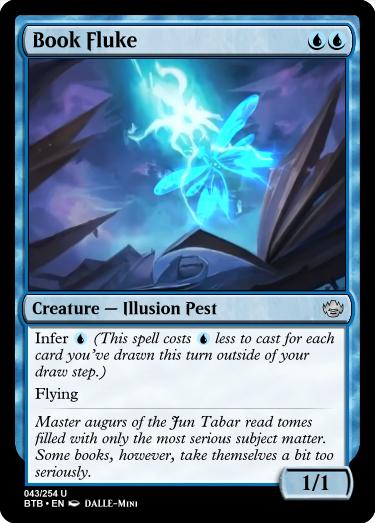 Book Fluke
Creature — Illusion Pest
Infer 💧 (This spell costs 💧 less to cast for each
card you've drawn this turn outside of your
draw step.)
Flying
Master augurs of the Jun Tabar read tomes
filled with only the most serious subject matter.
Some books, however, take themselves a bit too
seriously.
1/1
043/254 U
BTB • EN DALLE-Mini